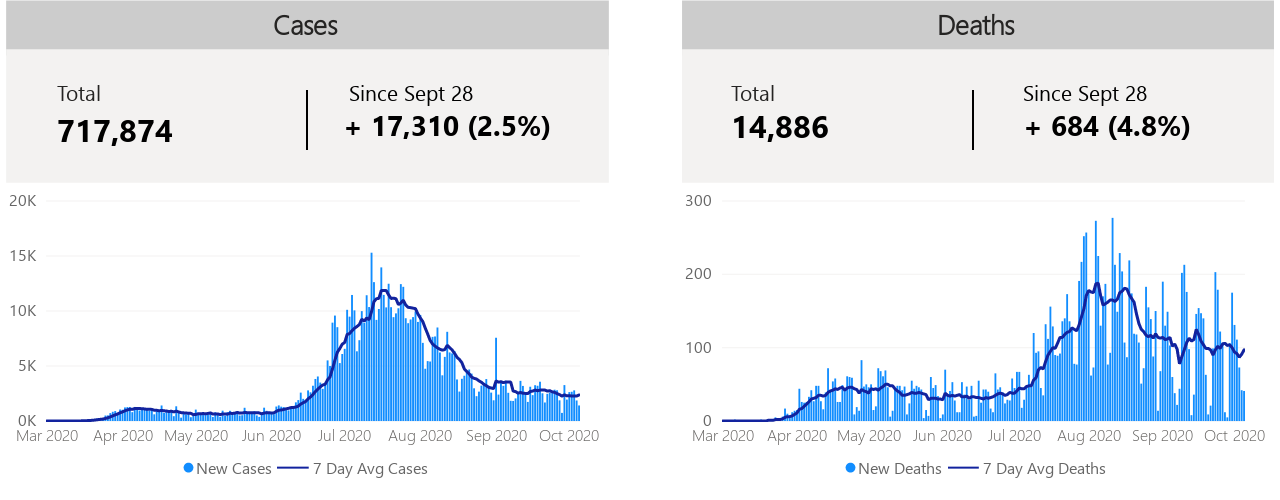 Cases
Total
717,874
Since Sept 28
+ 17,310 (2.5%)
20K
15K
10K
5K
0K
Mar 2020 Apr 2020 May 2020 Jun 2020 Jul 2020 Aug 2020 Sep 2020 Oct 2020
New Cases 7 Day Avg Cases
Deaths
Total
14,886
Since Sept 28
+ 684 (4.8%)
300
200
100
0
Mar 2020 Apr 2020 May 2020 Jun 2020 Jul 2020 Aug 2020 Sep 2020 Oct 2020
New Deaths 7 Day Avg Deaths